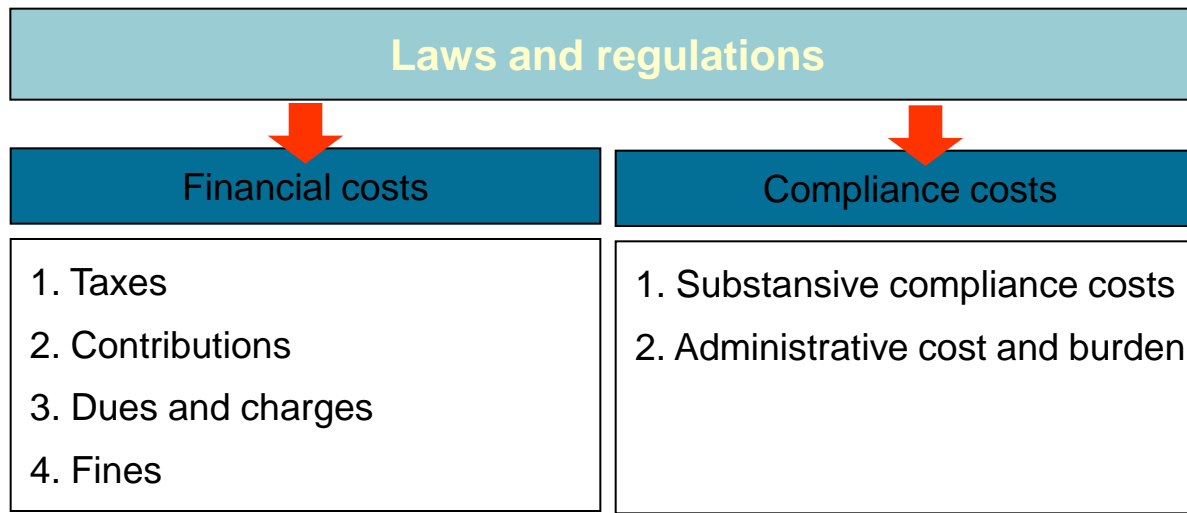 Laws and regulations
Financial costs
1. Taxes
2. Contributions
3. Dues and charges
4. Fines
Compliance costs
1. Substansive compliance costs
2. Administrative cost and burden